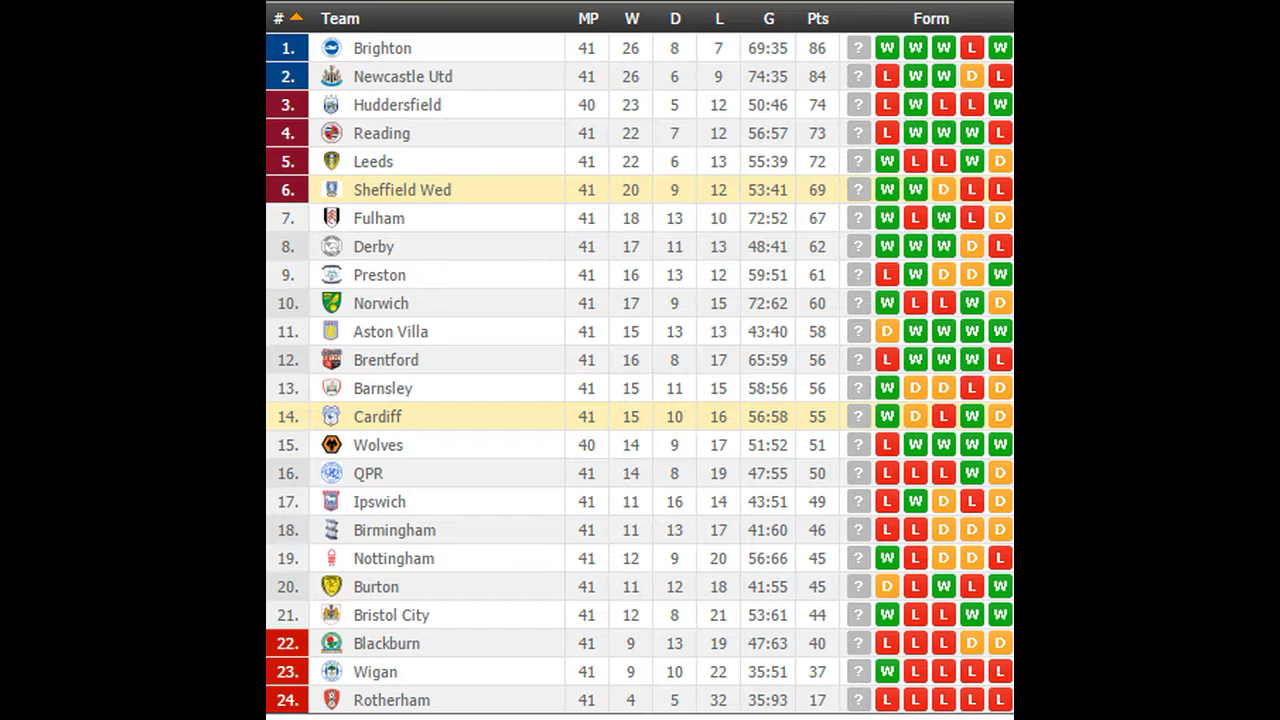 # Team MP W D L G Pts Form
1. Brighton 41 26 8 7 69:35 86 ? W W W L W
2. Newcastle Utd 41 26 6 9 74:35 84 ? L W W D L
3. Huddersfield 40 23 5 12 50:46 74 ? L W L L W
4. Reading 41 22 7 12 56:57 73 ? L W W W L
5. Leeds 41 22 6 13 55:39 72 ? W L L W D
6. Sheffield Wed 41 20 9 12 53:41 69 ? W W D L L
7. Fulham 41 18 13 10 72:52 67 ? W L W L D
8. Derby 41 17 11 13 48:41 62 ? W W W D L
9. Preston 41 16 13 12 59:51 61 ? L W D D W
10. Norwich 41 17 9 15 72:62 60 ? W L L W D
11. Aston Villa 41 15 13 13 43:40 58 ? D W W W W
12. Brentford 41 16 8 17 65:59 56 ? L W W W L
13. Barnsley 41 15 11 15 58:56 56 ? W D D L D
14. Cardiff 41 15 10 16 56:58 55 ? W D L W D
15. Wolves 40 14 9 17 51:52 51 ? L W W W W
16. QPR 41 14 8 19 47:55 50 ? L L L W D
17. Ipswich 41 11 16 14 43:51 49 ? L W D L D
18. Birmingham 41 11 13 17 41:60 46 ? L L D D D
19. Nottingham 41 12 9 20 56:66 45 ? W L D D L
20. Burton 41 11 12 18 41:55 45 ? D L W L W
21. Bristol City 41 12 8 21 53:61 44 ? W L L W W
22. Blackburn 41 9 13 19 47:63 40 ? L L L D D
23. Wigan 41 9 10 22 35:51 37 ? W L L L L
24. Rotherham 41 4 5 32 35:93 17 ? L L L L L